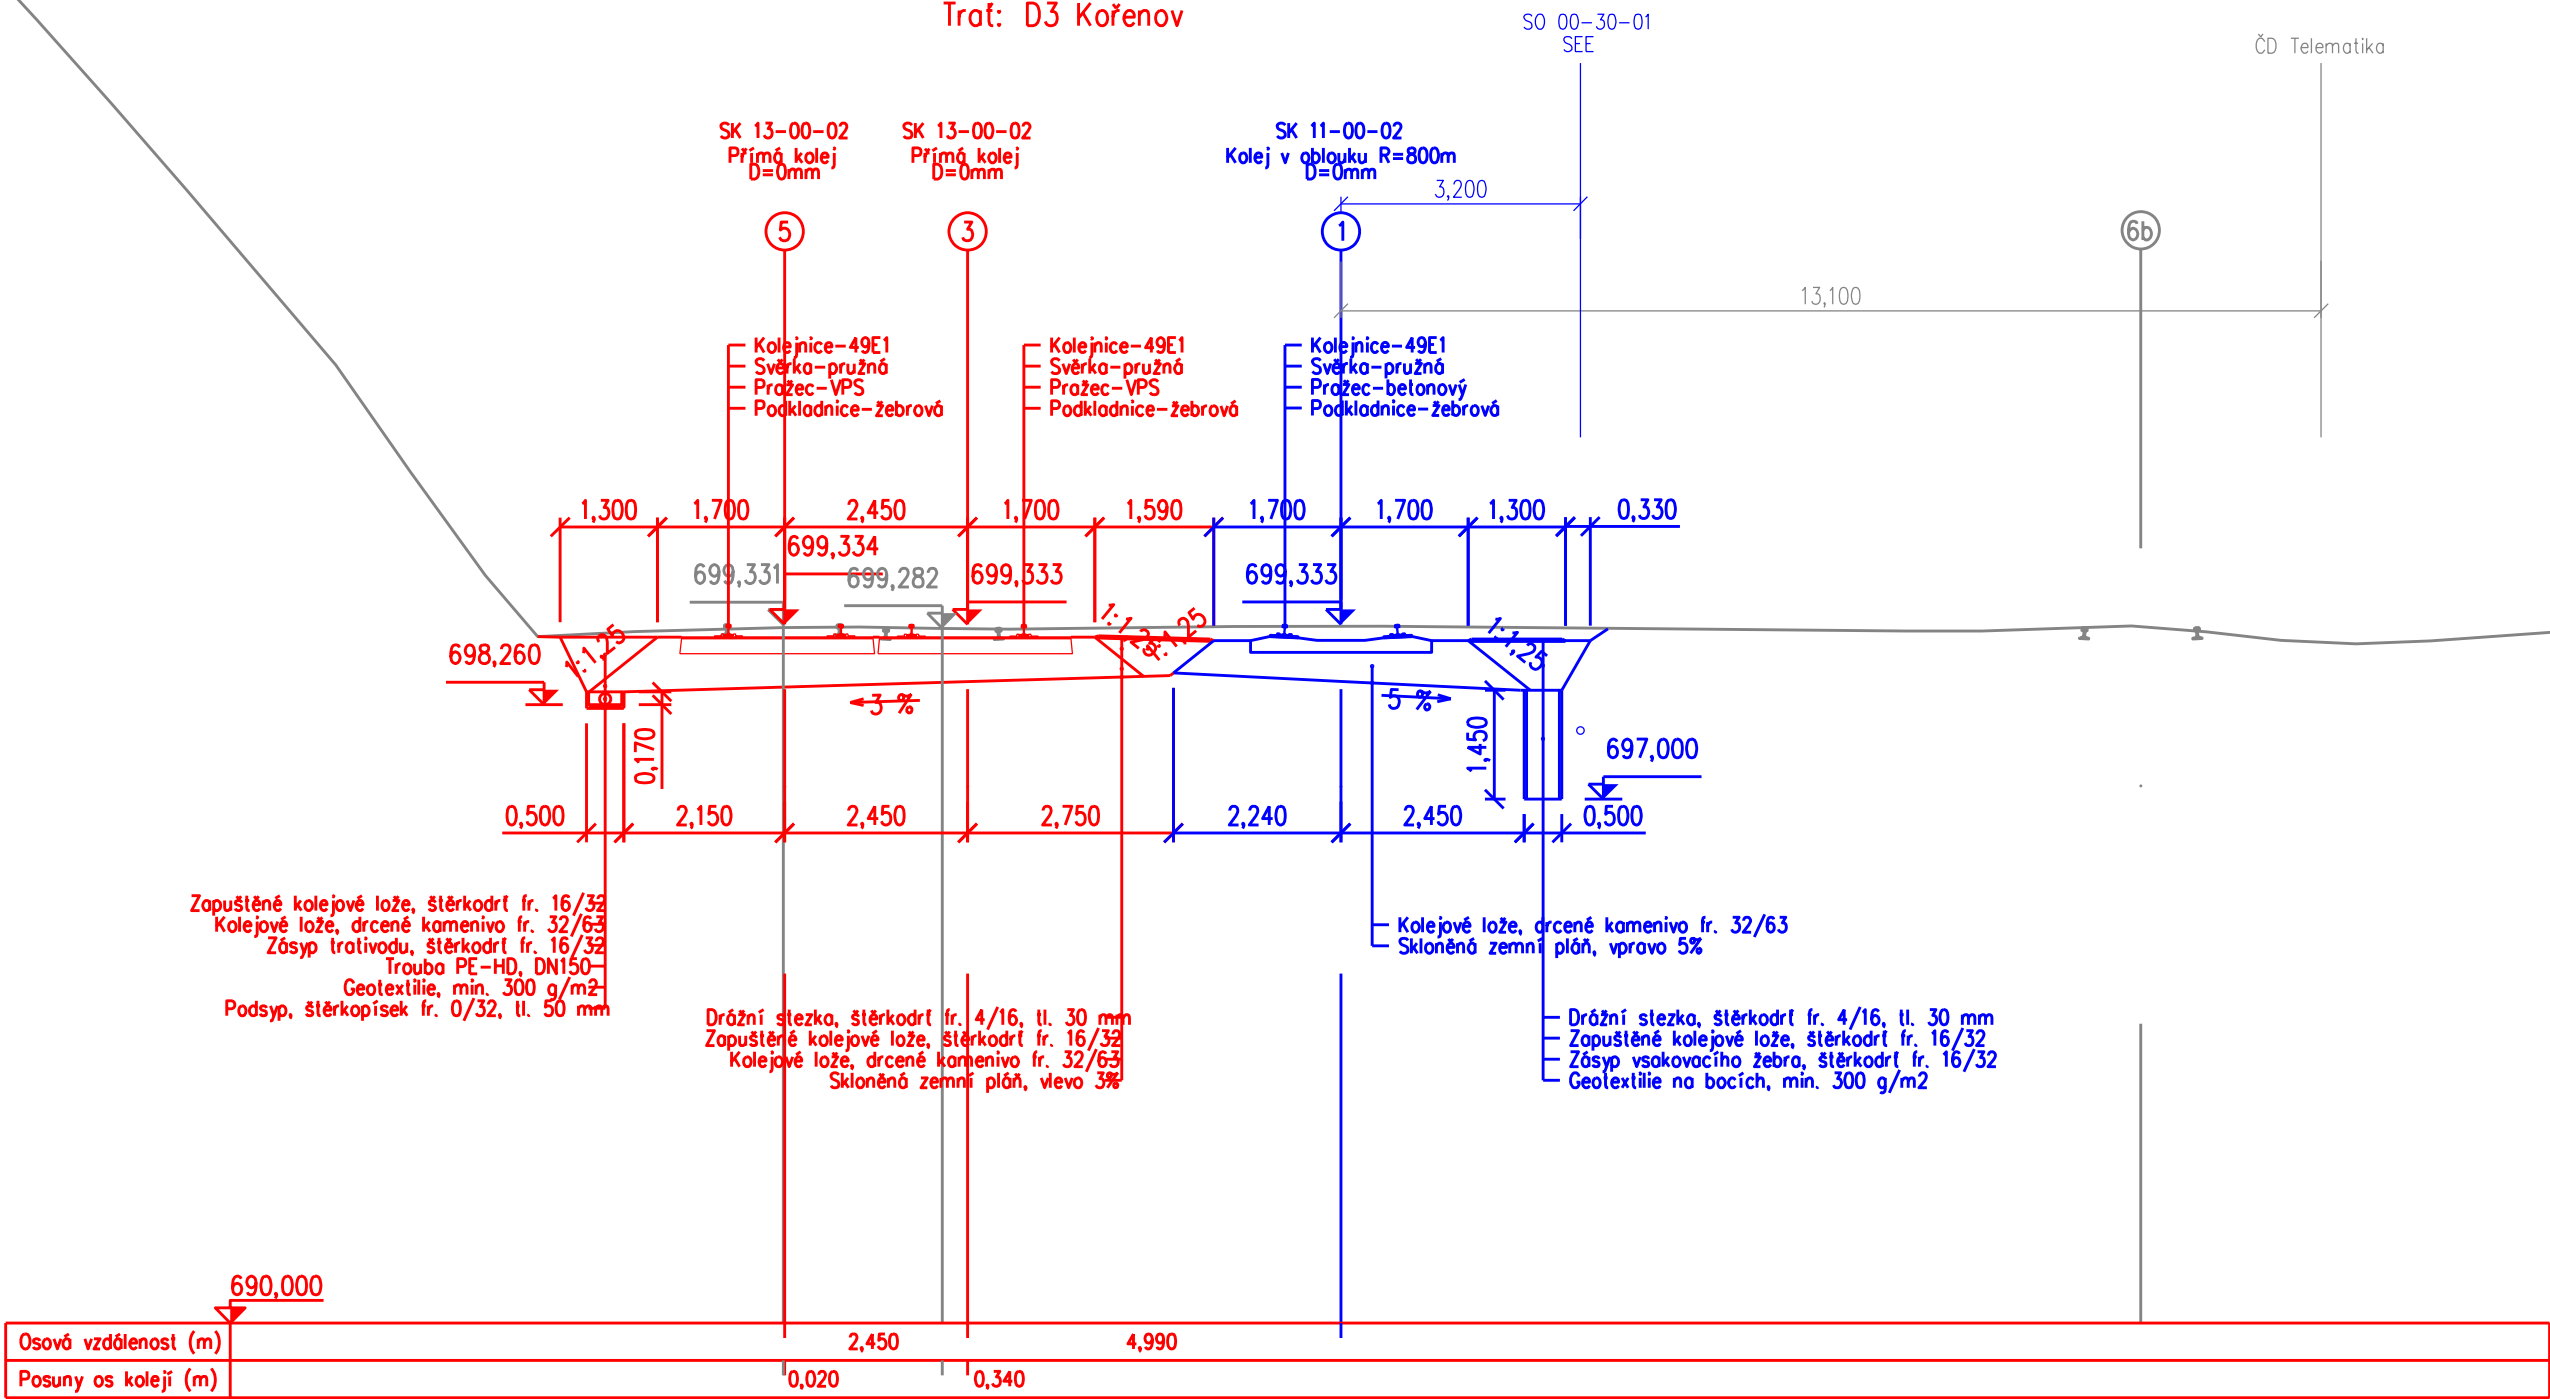 Trať: D3 Kořenov
SO 00-30-01
SEE
ČD Telematika
SK 13-00-02
Přímá kolej
D=0mm
SK 13-00-02
Přímá kolej
D=0mm
SK 11-00-02
Kolej v oblouku R=800m
D=0mm
3,200
5
3
1
6b
13,100
Kolejnice-49E1
Svěrka-pružná
Pražec-VPS
Podkladnice-žebrová
Kolejnice-49E1
Svěrka-pružná
Pražec-VPS
Podkladnice-žebrová
Kolejnice-49E1
Svěrka-pružná
Pražec-betonový
Podkladnice-žebrová
1,300
1,700
2,450
1,700
1,590
1,700
1,700
1,300
0,330
699,334
699,331
699,282
699,333
699,333
698,260
1:1,25
1:1,25
1:1,25
1:1,25
3 %
5 %
0,170
1,450
697,000
0,500
2,150
2,450
2,750
2,240
2,450
0,500
Zapuštěné kolejové lože, štěrkodrť fr. 16/32
Kolejové lože, drcené kamenivo fr. 32/63
Zásyp trativodu, štěrkodrť fr. 16/32
Trouba PE-HD, DN150
Geotextilie, min. 300 g/m2
Podsyp, štěrkopísek fr. 0/32, tl. 50 mm
Kolejové lože, drcené kamenivo fr. 32/63
Skloněná zemní pláň, vpravo 5%
Drážní stezka, štěrkodrť fr. 4/16, tl. 30 mm
Zapuštěné kolejové lože, štěrkodrť fr. 16/32
Kolejové lože, drcené kamenivo fr. 32/63
Skloněná zemní pláň, vlevo 3%
Drážní stezka, štěrkodrť fr. 4/16, tl. 30 mm
Zapuštěné kolejové lože, štěrkodrť fr. 16/32
Zásyp vsakovacího žebra, štěrkodrť fr. 16/32
Geotextilie na bocích, min. 300 g/m2
690,000
Osová vzdálenost (m)
2,450
4,990
Posuny os kolejí (m)
0,020
0,340